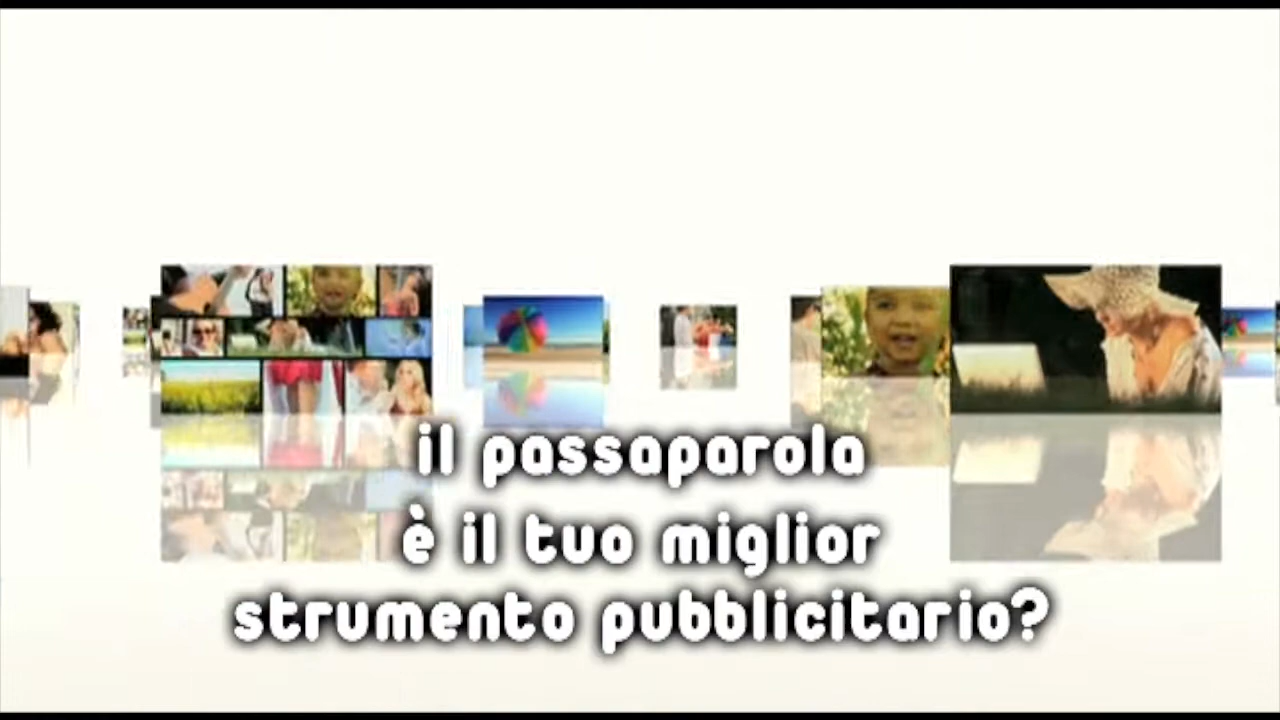 il passaparola
è il tuo miglior
strumento pubblicitario?